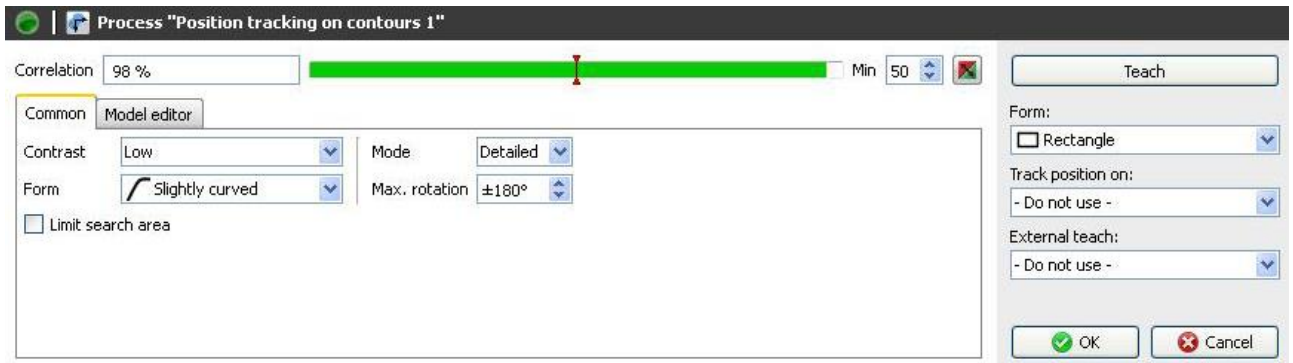 Process "Position tracking on contours 1"
Correlation 98 % Min 50
Teach
Common Model editor
Form:
Rectangle
Contrast Low Mode Detailed
Track position on:
- Do not use -
Form Slightly curved Max. rotation ±180°
Limit search area
External teach:
- Do not use -
OK Cancel